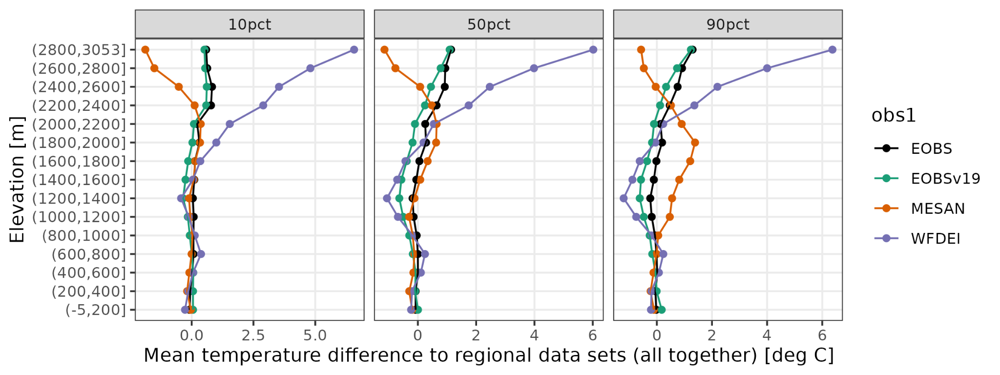 10pct 50pct 90pct
(2800,3053]
(2600,2800]
(2400,2600]
(2200,2400]
(2000,2200]
(1800,2000]
(1600,1800]
(1400,1600]
(1200,1400]
(1000,1200]
(800,1000]
(600,800]
(400,600]
(200,400]
(-5,200]
Elevation [m]
0.0 2.5 5.0 0 2 4 6 0 2 4 6
Mean temperature difference to regional data sets (all together) [deg C]
obs1
EOBS
EOBSv19
MESAN
WFDEI